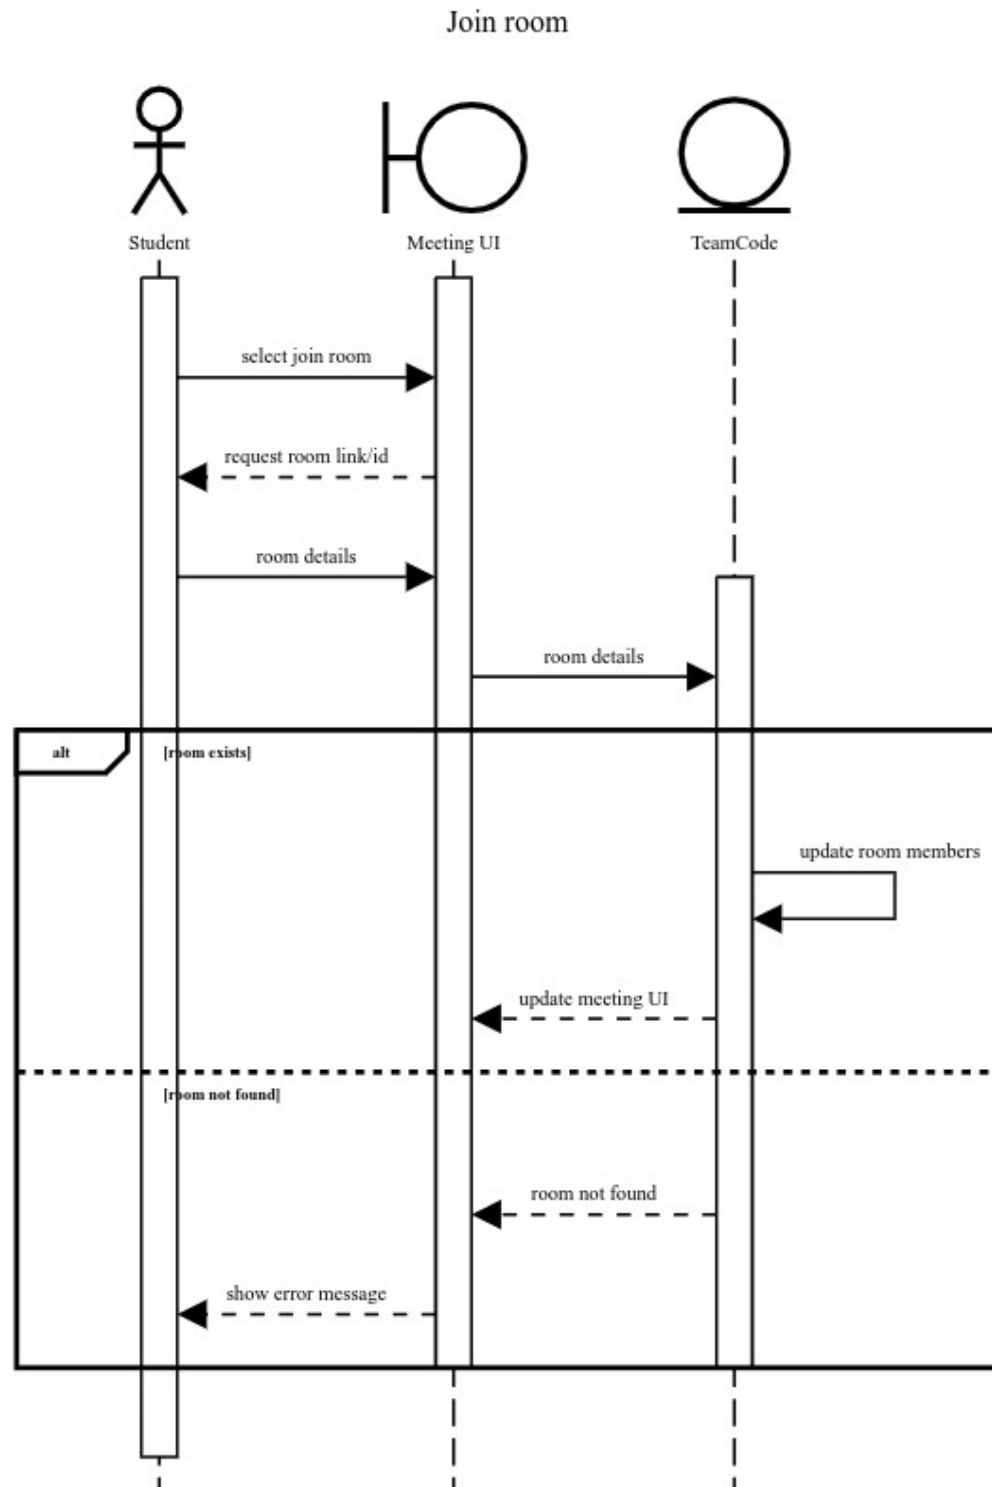 Join room
Student
Meeting UI
TeamCode
select join room
request room link/id
room details
room details
alt
[room exists]
update room members
update meeting UI
[room not found]
room not found
show error message